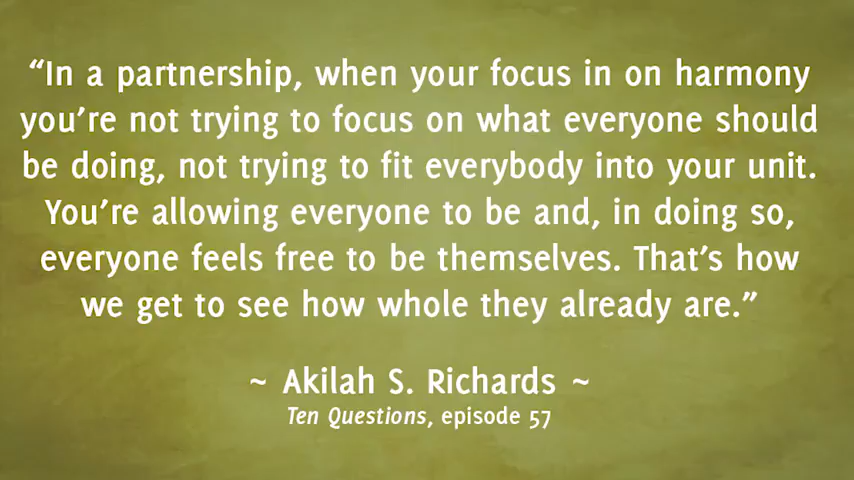 “In a partnership, when your focus in on harmony
you’re not trying to focus on what everyone should
be doing, not trying to fit everybody into your unit.
You’re allowing everyone to be and, in doing so,
everyone feels free to be themselves. That’s how
we get to see how whole they already are.”
~ Akilah S. Richards ~
Ten Questions, episode 57